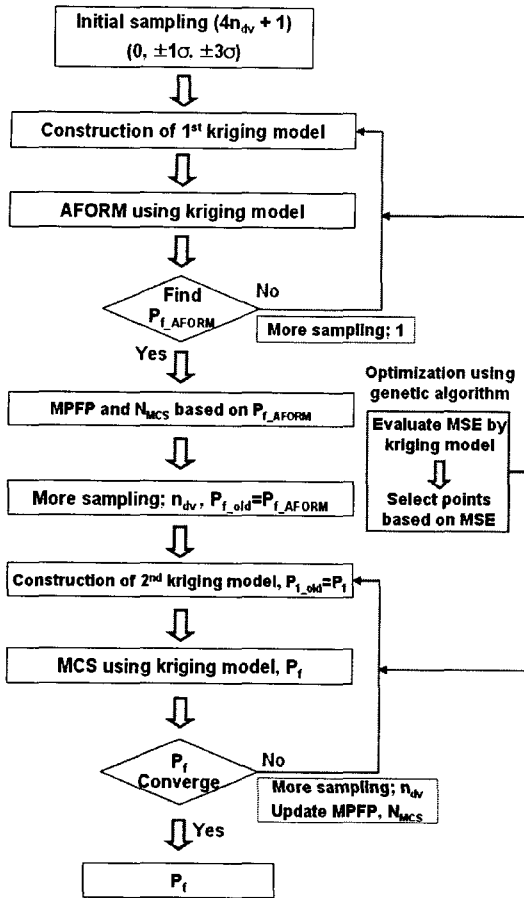 Initial sampling (4n_dv + 1)
(0, ±1σ. ±3σ)
Construction of 1st kriging model
AFORM using kriging model
Find
P_f_AFORM
No
More sampling; 1
Yes
MPFP and N_MCS based on P_f_AFORM
More sampling; n_dv, P_f_old=P_f_AFORM
Construction of 2nd kriging model, P_f_old=P_f
MCS using kriging model, P_f
P_f
Converge
No
More sampling; n_dv
Update MPFP, N_MCS
Yes
P_f
Optimization using
genetic algorithm
Evaluate MSE by
kriging model
Select points
based on MSE